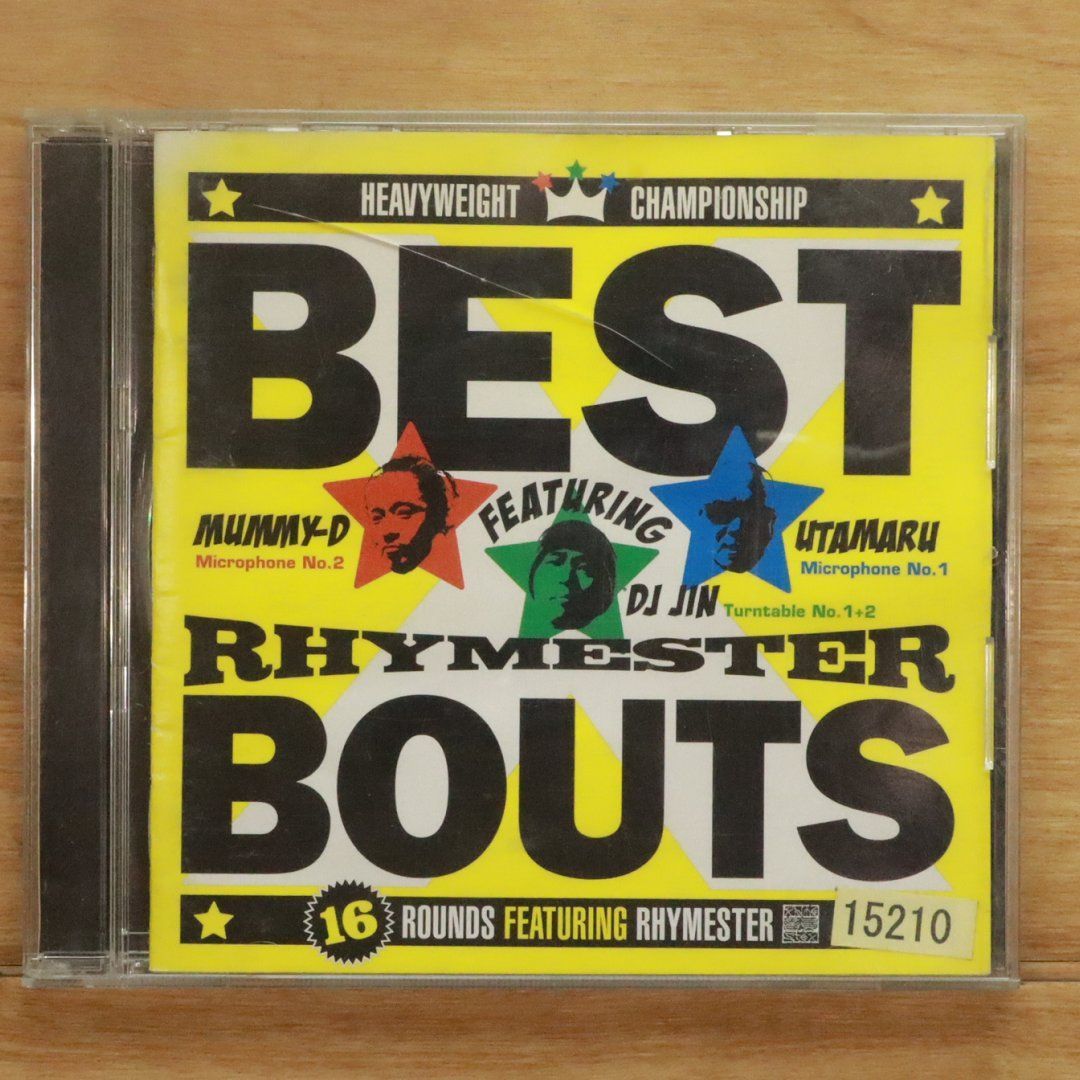 HEAVYWEIGHT CHAMPIONSHIP
BEST
MUMMY-D
Microphone No.2
FEATURING
UTAMARU
Microphone No.1
DJ JIN
Turntable No.1+2
RHYMESTER
BOUTS
16 ROUNDS FEATURING RHYMESTER
15210